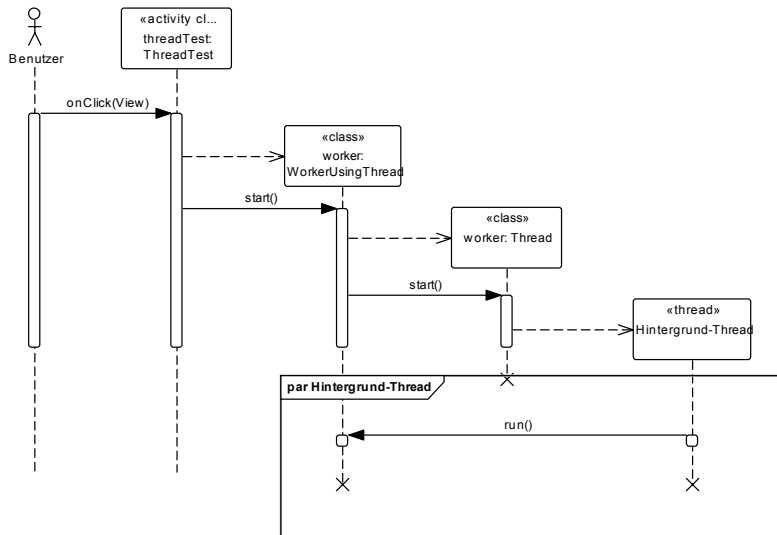 «activity cl...
threadTest:
ThreadTest
Benutzer
onClick(View)
«class»
worker:
WorkerUsingThread
start()
«class»
worker: Thread
start()
«thread»
Hintergrund-Thread
par Hintergrund-Thread
run()